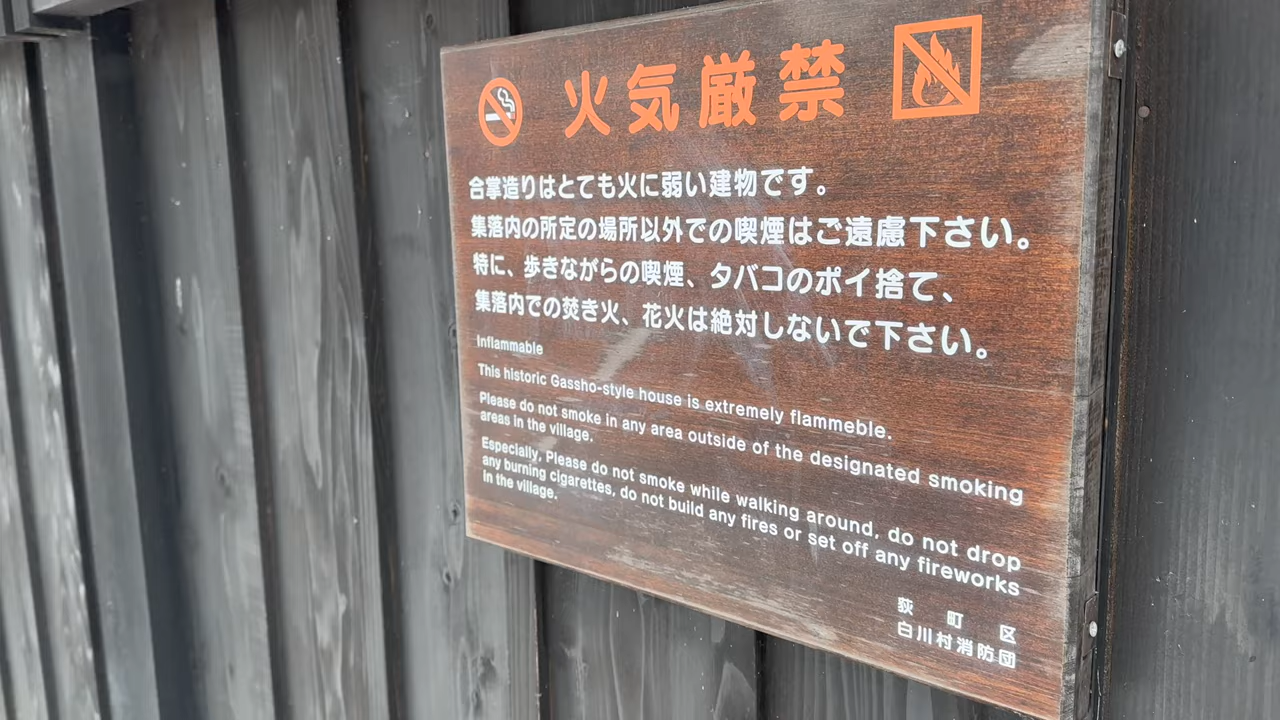 火気厳禁
合掌造りはとても火に弱い建物です。
集落内の所定の場所以外での喫煙はご遠慮下さい。
特に、歩きながらの喫煙、タバコのポイ捨て、
集落内での焚き火、花火は絶対しないで下さい。
Inflammable
This historic Gassho-style house is extremely flammeble.
Please do not smoke in any area outside of the designated smoking
areas in the village.
Especially, Please do not smoke while walking around, do not drop
any burning cigarettes, do not build any fires or set off any fireworks
in the village.
荻町区
白川村消防団